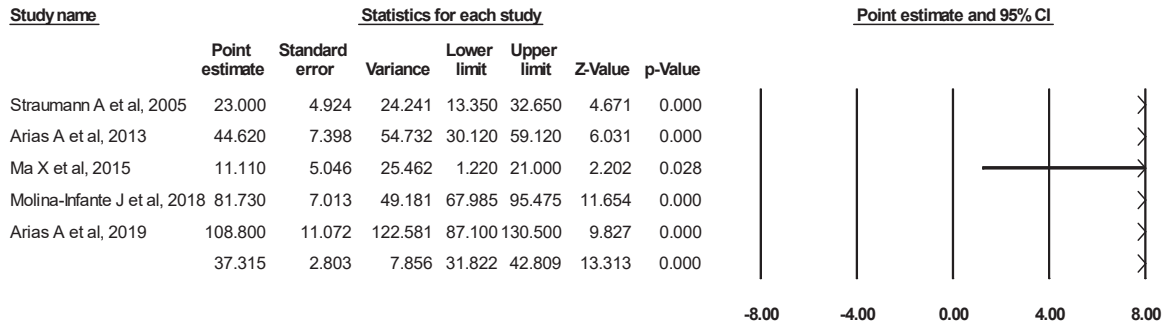 Study name Statistics for each study Point estimate and 95% CI
Point Standard Lower Upper
estimate error Variance limit limit Z-Value p-Value
Straumann A et al, 2005 23.000 4.924 24.241 13.350 32.650 4.671 0.000
Arias A et al, 2013 44.620 7.398 54.732 30.120 59.120 6.031 0.000
Ma X et al, 2015 11.110 5.046 25.462 1.220 21.000 2.202 0.028
Molina-Infante J et al, 2018 81.730 7.013 49.181 67.985 95.475 11.654 0.000
Arias A et al, 2019 108.800 11.072 122.581 87.100 130.500 9.827 0.000
37.315 2.803 7.856 31.822 42.809 13.313 0.000
-8.00 -4.00 0.00 4.00 8.00